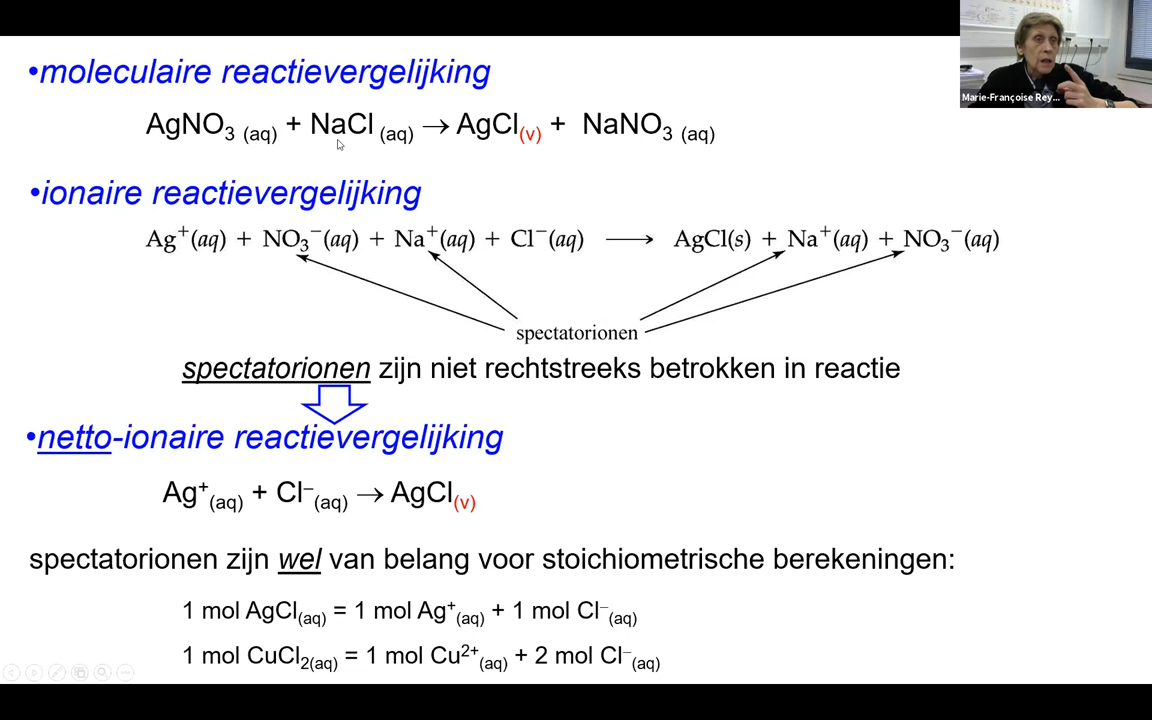 Marie-Françoise Rey...
•moleculaire reactievergelijking
AgNO₃ (aq) + NaCl (aq) → AgCl(v) + NaNO₃ (aq)
•ionaire reactievergelijking
Ag⁺(aq) + NO₃⁻(aq) + Na⁺(aq) + Cl⁻(aq) ⟶ AgCl(s) + Na⁺(aq) + NO₃⁻(aq)
spectatorionen
spectatorionen zijn niet rechtstreeks betrokken in reactie
•netto-ionaire reactievergelijking
Ag⁺(aq) + Cl⁻(aq) → AgCl(v)
spectatorionen zijn wel van belang voor stoichiometrische berekeningen:
1 mol AgCl(aq) = 1 mol Ag⁺(aq) + 1 mol Cl⁻(aq)
1 mol CuCl₂(aq) = 1 mol Cu²⁺(aq) + 2 mol Cl⁻(aq)